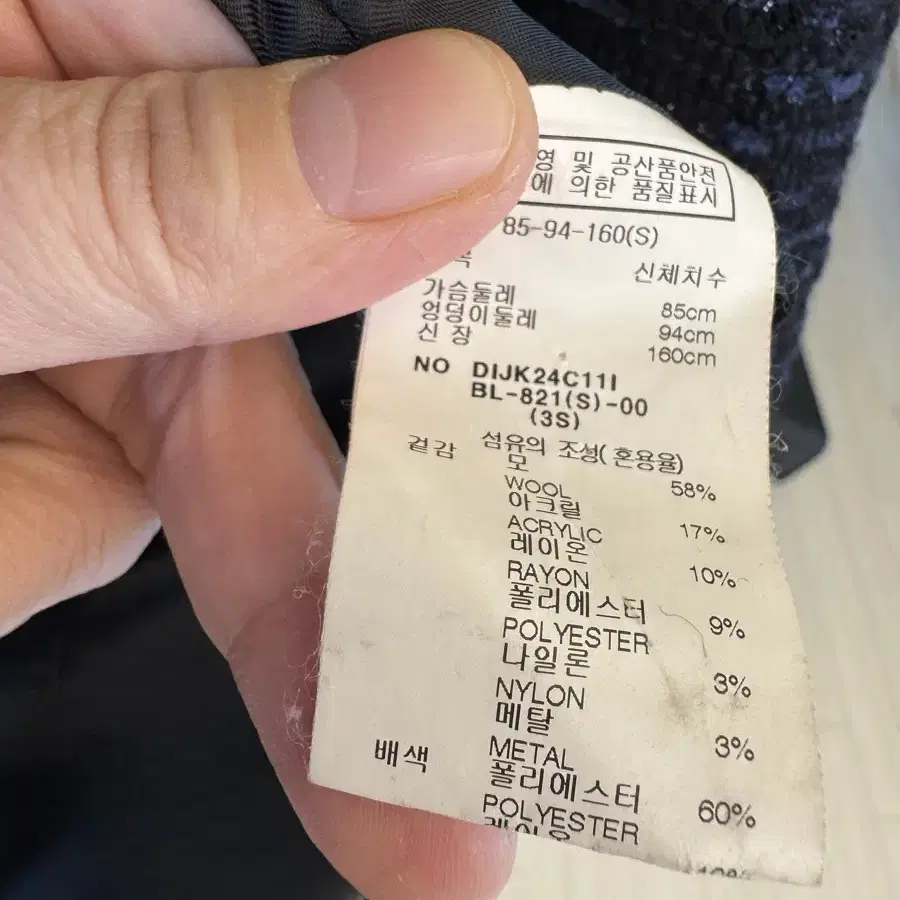 영 및 공산품안전
에 의한 품질표시
85-94-160(S)
신체치수
가슴둘레 85cm
엉덩이둘레 94cm
신 장 160cm
NO DIJK24C11I
BL-821(S)-00
(3S)
겉감 섬유의 조성( 혼용율)
모
WOOL 58%
아크릴
ACRYLIC 17%
레이온
RAYON 10%
폴리에스터
POLYESTER 9%
나일론
NYLON 3%
메탈
METAL 3%
배색 폴리에스터
POLYESTER 60%